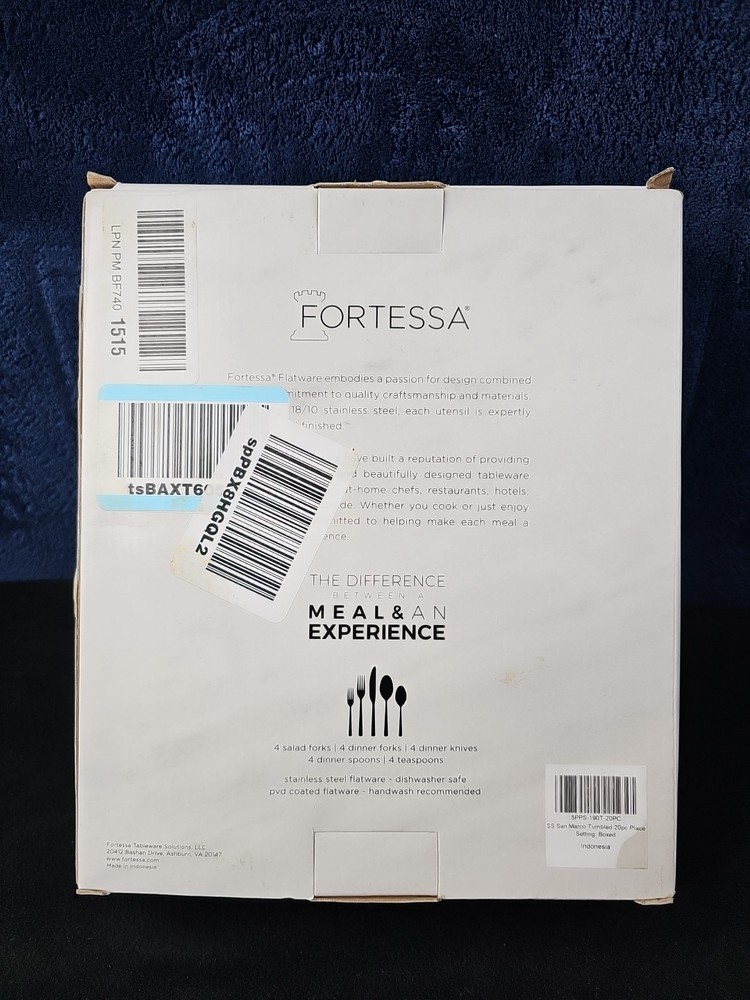 LPN PM BF740 1515
FORTESSA®
Fortessa® Flatware embodies a passion for design combined
mitment to quality craftsmanship and materials.
18/10 stainless steel, each utensil is expertly
finished.™
tsBAXT6
sppBX8HGQL2
ve built a reputation of providing
d beautifully designed tableware
at-home chefs, restaurants, hotels,
de. Whether you cook or just enjoy
itted to helping make each meal a
ence.
THE DIFFERENCE
BETWEEN A
MEAL & AN
EXPERIENCE
4 salad forks | 4 dinner forks | 4 dinner knives
4 dinner spoons | 4 teaspoons
stainless steel flatware - dishwasher safe
pvd coated flatware - handwash recommended
5PPS-190T-20PC
SS San Marco Tumbled 20pc Place
Setting, Boxed
Indonesia
Fortessa Tableware Solutions, LLC
20412 Bashan Drive, Ashburn, VA 20147
www.fortessa.com
Made in Indonesia